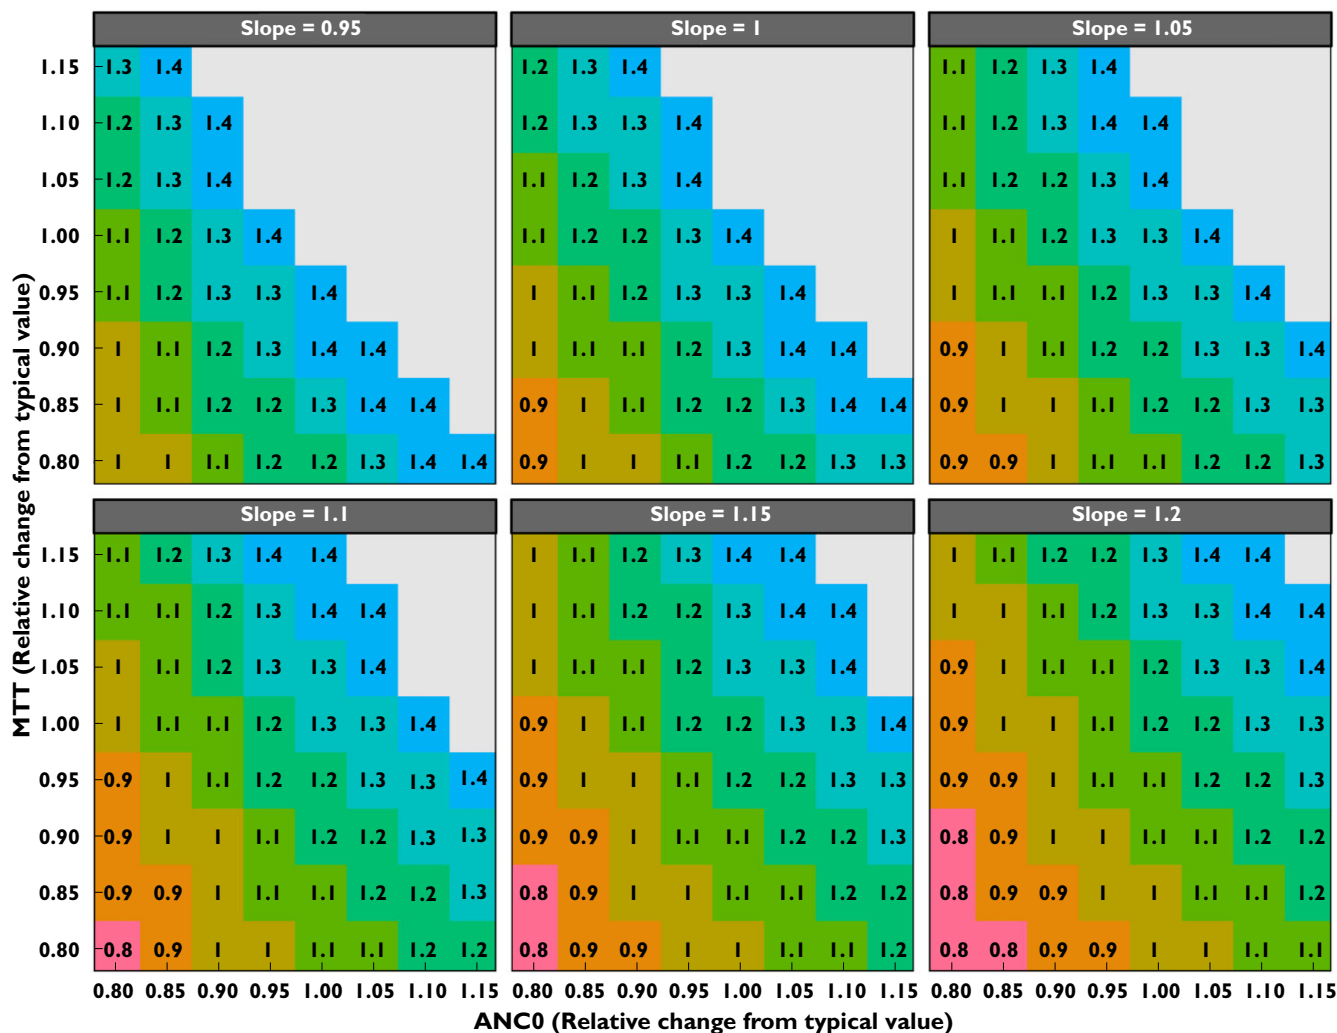 Slope = 0.95 Slope = 1 Slope = 1.05
1.15 1.3 1.4 1.2 1.3 1.4 1.1 1.2 1.3 1.4
1.10 1.2 1.3 1.4 1.2 1.3 1.3 1.4 1.1 1.2 1.3 1.4 1.4
1.05 1.2 1.3 1.4 1.1 1.2 1.3 1.4 1.1 1.2 1.2 1.3 1.4
1.00 1.1 1.2 1.3 1.4 1.1 1.2 1.2 1.3 1.4 1 1.1 1.2 1.3 1.3 1.4
0.95 1.1 1.2 1.3 1.3 1.4 1 1.1 1.2 1.3 1.3 1.4 1 1.1 1.1 1.2 1.3 1.3 1.4
0.90 1 1.1 1.2 1.3 1.4 1.4 1 1.1 1.1 1.2 1.3 1.4 1.4 0.9 1 1.1 1.2 1.2 1.3 1.3 1.4
0.85 1 1.1 1.2 1.2 1.3 1.4 1.4 0.9 1 1.1 1.2 1.2 1.3 1.4 1.4 0.9 1 1 1.1 1.2 1.2 1.3 1.3
0.80 1 1 1.1 1.2 1.2 1.3 1.4 1.4 0.9 1 1 1.1 1.2 1.2 1.3 1.3 0.9 0.9 1 1.1 1.1 1.2 1.2 1.3
MTT (Relative change from typical value)
Slope = 1.1 Slope = 1.15 Slope = 1.2
1.15 1.1 1.2 1.3 1.4 1.4 1 1.1 1.2 1.3 1.4 1.4 1 1.1 1.2 1.2 1.3 1.4 1.4
1.10 1.1 1.1 1.2 1.3 1.4 1.4 1 1.1 1.2 1.2 1.3 1.4 1.4 1 1 1.1 1.2 1.3 1.3 1.4 1.4
1.05 1 1.1 1.2 1.3 1.3 1.4 1 1.1 1.1 1.2 1.3 1.3 1.4 0.9 1 1.1 1.1 1.2 1.3 1.3 1.4
1.00 1 1.1 1.1 1.2 1.3 1.3 1.4 0.9 1 1.1 1.2 1.2 1.3 1.3 1.4 0.9 1 1 1.1 1.2 1.2 1.3 1.3
0.95 0.9 1 1.1 1.2 1.2 1.3 1.3 1.4 0.9 1 1 1.1 1.2 1.2 1.3 1.3 0.9 0.9 1 1.1 1.1 1.2 1.2 1.3
0.90 0.9 1 1 1.1 1.2 1.2 1.3 1.3 0.9 0.9 1 1.1 1.1 1.2 1.2 1.3 0.8 0.9 1 1 1.1 1.1 1.2 1.2
0.85 0.9 0.9 1 1.1 1.1 1.2 1.2 1.3 0.8 0.9 1 1 1.1 1.1 1.2 1.2 0.8 0.9 0.9 1 1 1.1 1.1 1.2
0.80 0.8 0.9 1 1 1.1 1.1 1.2 1.2 0.8 0.9 0.9 1 1 1.1 1.1 1.2 0.8 0.8 0.9 0.9 1 1 1.1 1.1
0.80 0.85 0.90 0.95 1.00 1.05 1.10 1.15 0.80 0.85 0.90 0.95 1.00 1.05 1.10 1.15 0.80 0.85 0.90 0.95 1.00 1.05 1.10 1.15
ANC0 (Relative change from typical value)